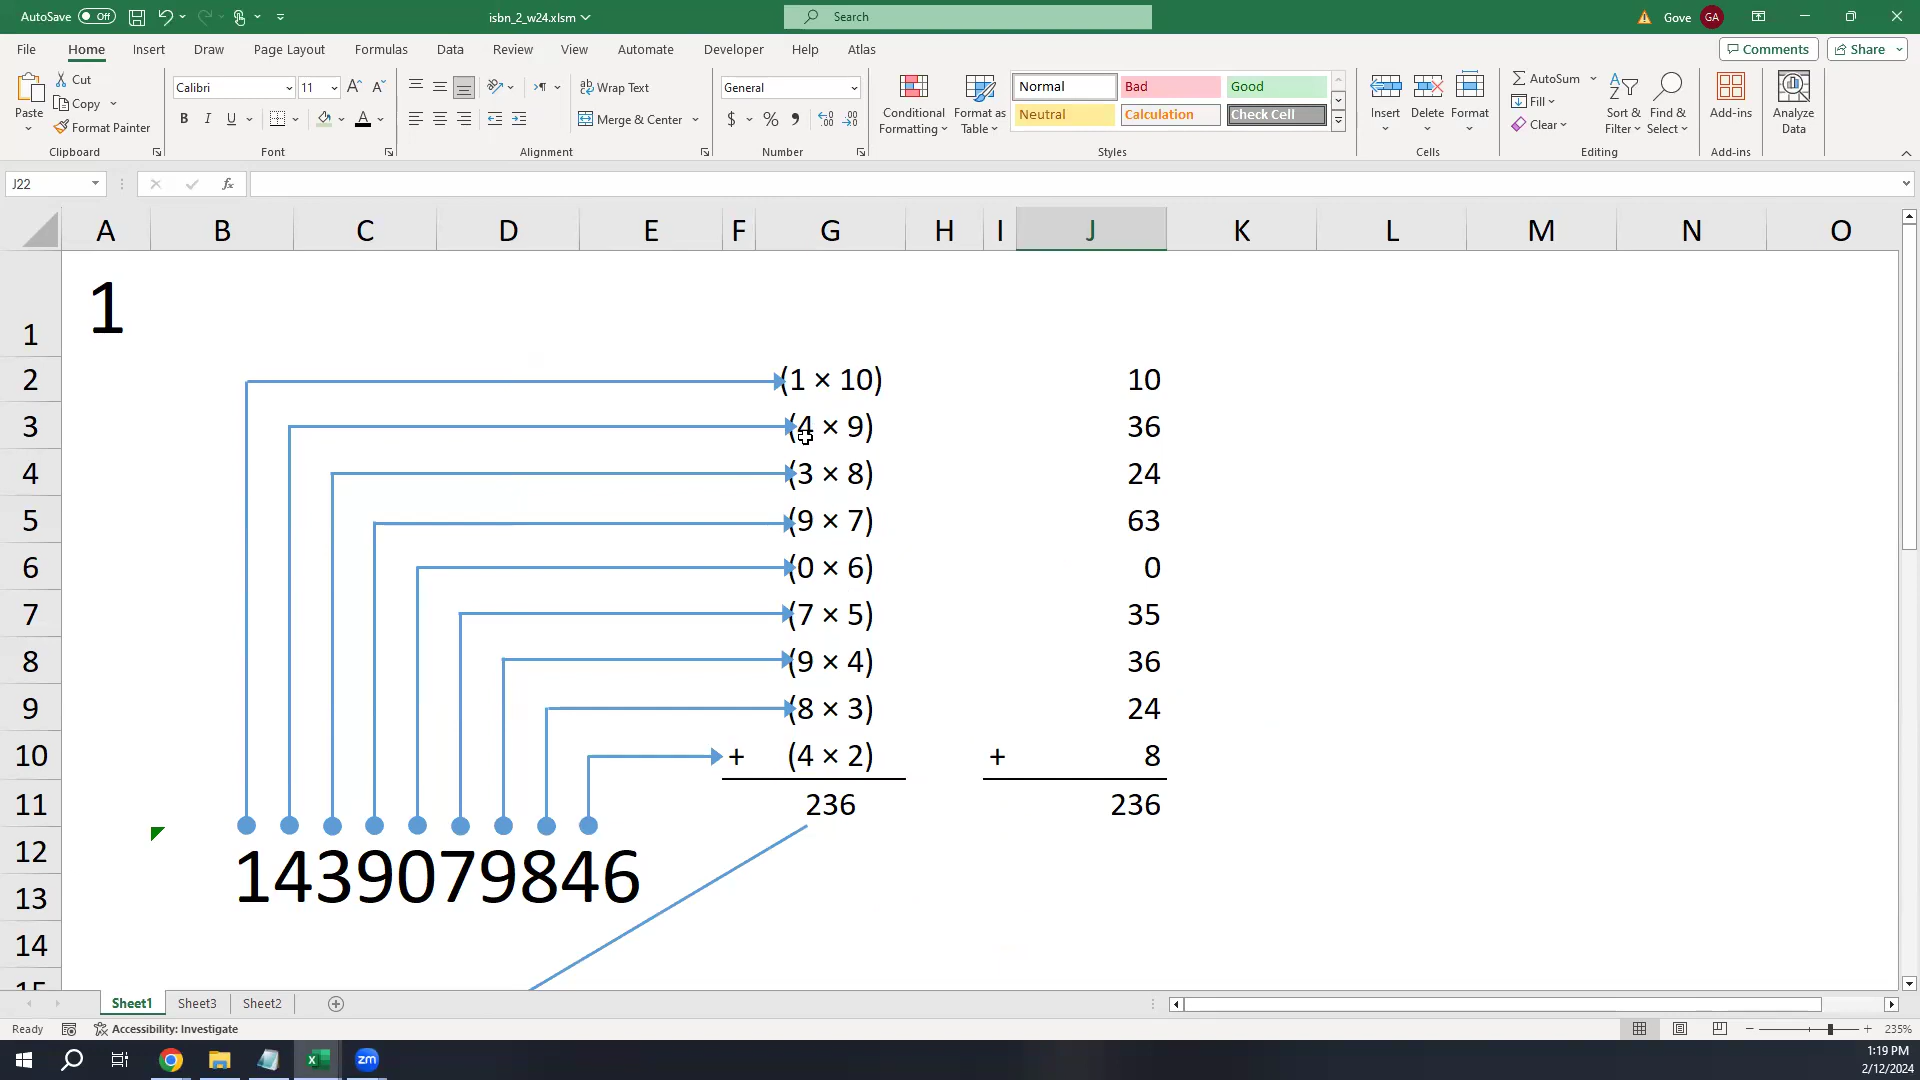 AutoSave Off isbn_2_w24.xlsm Search Gove GA
File Home Insert Draw Page Layout Formulas Data Review View Automate Developer Help Atlas Comments Share
Paste Cut Copy Format Painter Clipboard
Calibri 11 A A B I U A Font
ab Wrap Text Merge & Center Alignment
General $ % 9 Number
Conditional Formatting Format as Table
Normal Bad Good
Neutral Calculation Check Cell
Styles
Insert Delete Format Cells
AutoSum Fill Clear Sort & Filter Find & Select Editing
Add-ins Add-ins
Analyze Data
J22 fx
A B C D E F G H I J K L M N O
1 1
2 (1 × 10) 10
3 (4 × 9) 36
4 (3 × 8) 24
5 (9 × 7) 63
6 (0 × 6) 0
7 (7 × 5) 35
8 (9 × 4) 36
9 (8 × 3) 24
10 + (4 × 2) + 8
11 236 236
12
1439079846
13
14
15
Sheet1 Sheet3 Sheet2
Ready Accessibility: Investigate 235%
zm
1:19 PM
2/12/2024